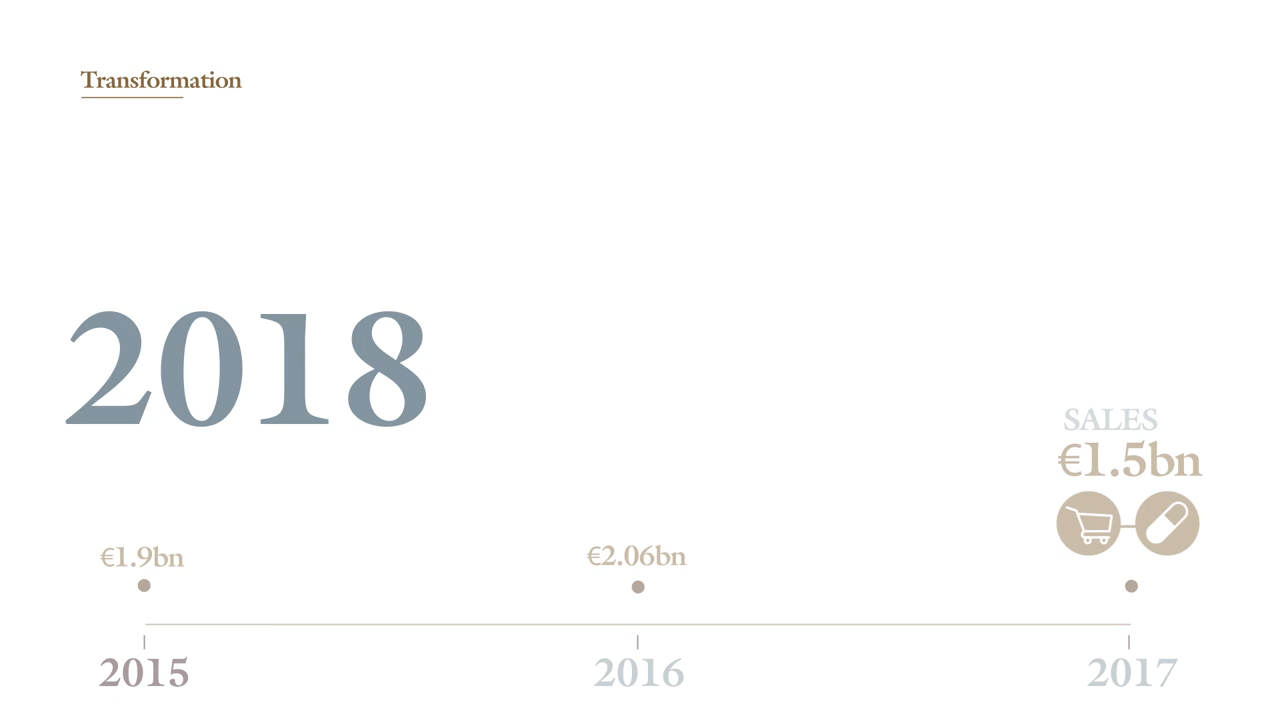 Transformation
2018
SALES
€1.5bn
€1.9bn
€2.06bn
2015
2016
2017